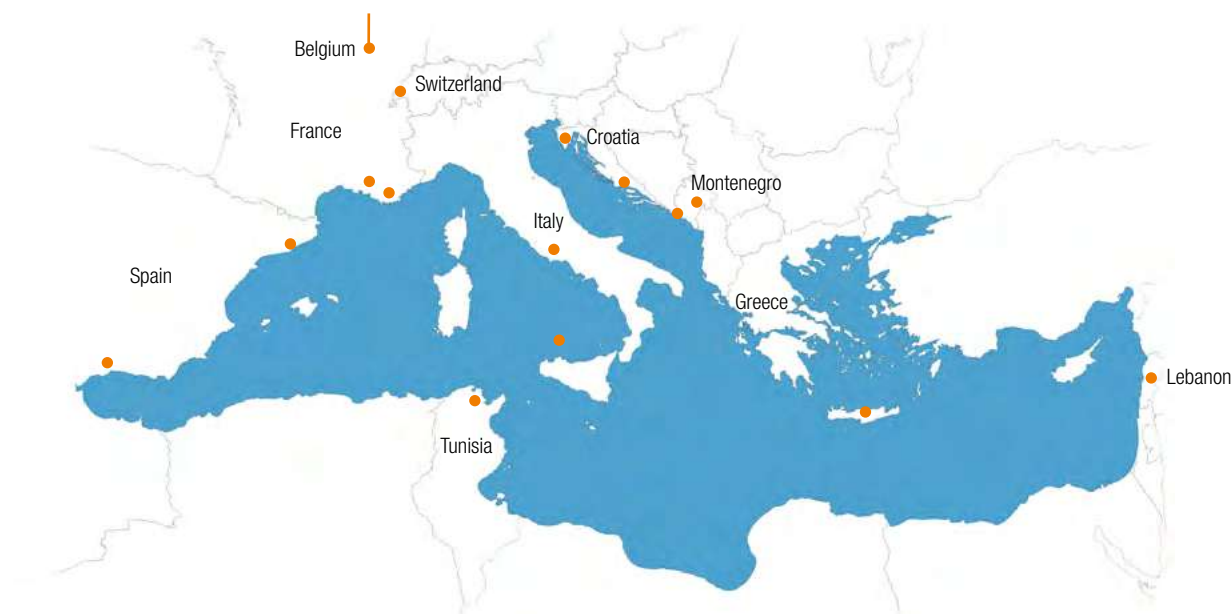 Belgium
Switzerland
France
Croatia
Montenegro
Italy
Spain
Greece
Lebanon
Tunisia